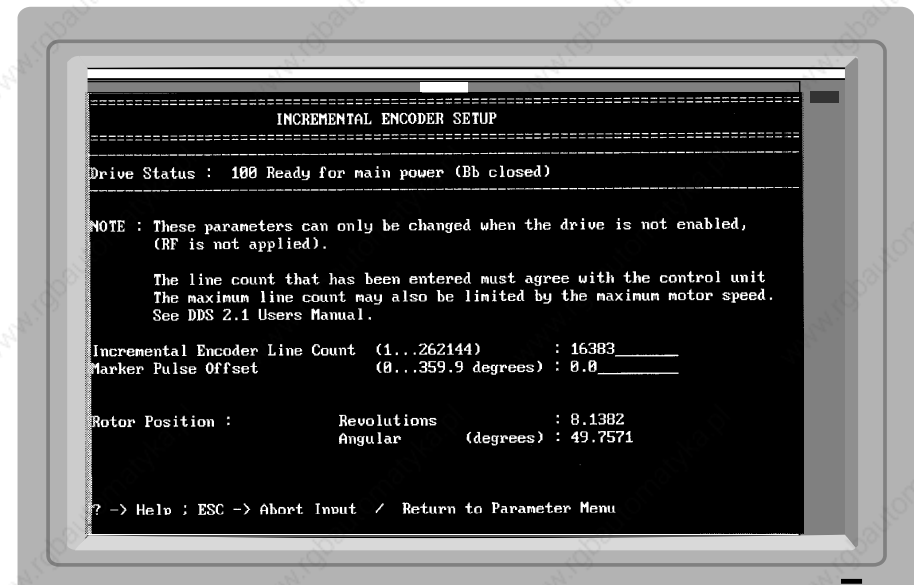 INCREMENTAL ENCODER SETUP
Drive Status : 100 Ready for main power (Bb closed)
NOTE : These parameters can only be changed when the drive is not enabled,
(RF is not applied).
The line count that has been entered must agree with the control unit
The maximum line count may also be limited by the maximum motor speed.
See DDS 2.1 Users Manual.
Incremental Encoder Line Count (1...262144) : 16383________
Marker Pulse Offset (0...359.9 degrees) : 0.0__________
Rotor Position : Revolutions : 8.1382
Angular (degrees) : 49.7571
? -> Help ; ESC -> Abort Input / Return to Parameter Menu